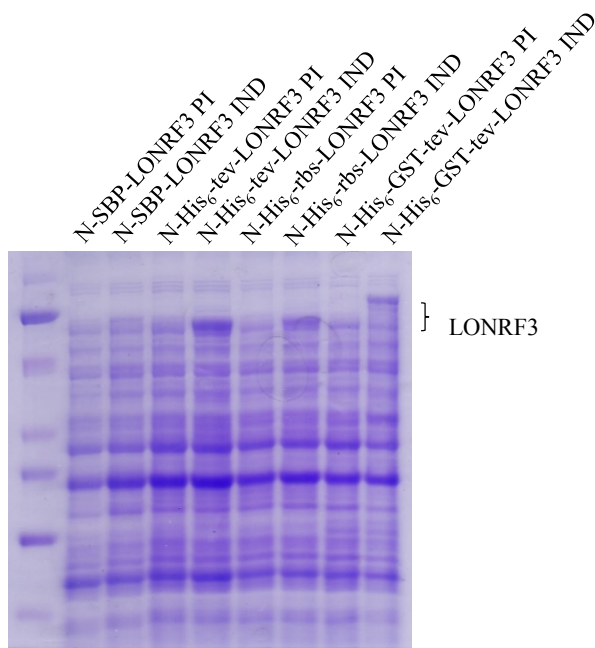 N-SBP-LONRF3 PI
N-SBP-LONRF3 IND
N-His₆-tev-LONRF3 PI
N-His₆-tev-LONRF3 IND
N-His₆-rbs-LONRF3 PI
N-His₆-rbs-LONRF3 IND
N-His₆-GST-tev-LONRF3 PI
N-His₆-GST-tev-LONRF3 IND
LONRF3